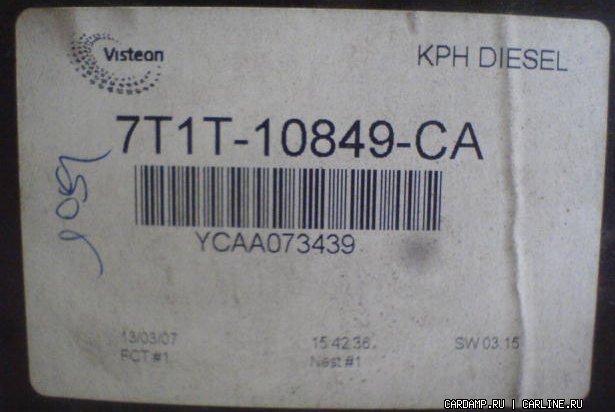 Visteon
KPH DIESEL
7T1T-10849-CA
YCAA073439
13/03/07
15:42:36
SW 03.15
FCT #1
Nest #1
CARDAMP.RU | CARLINE.RU